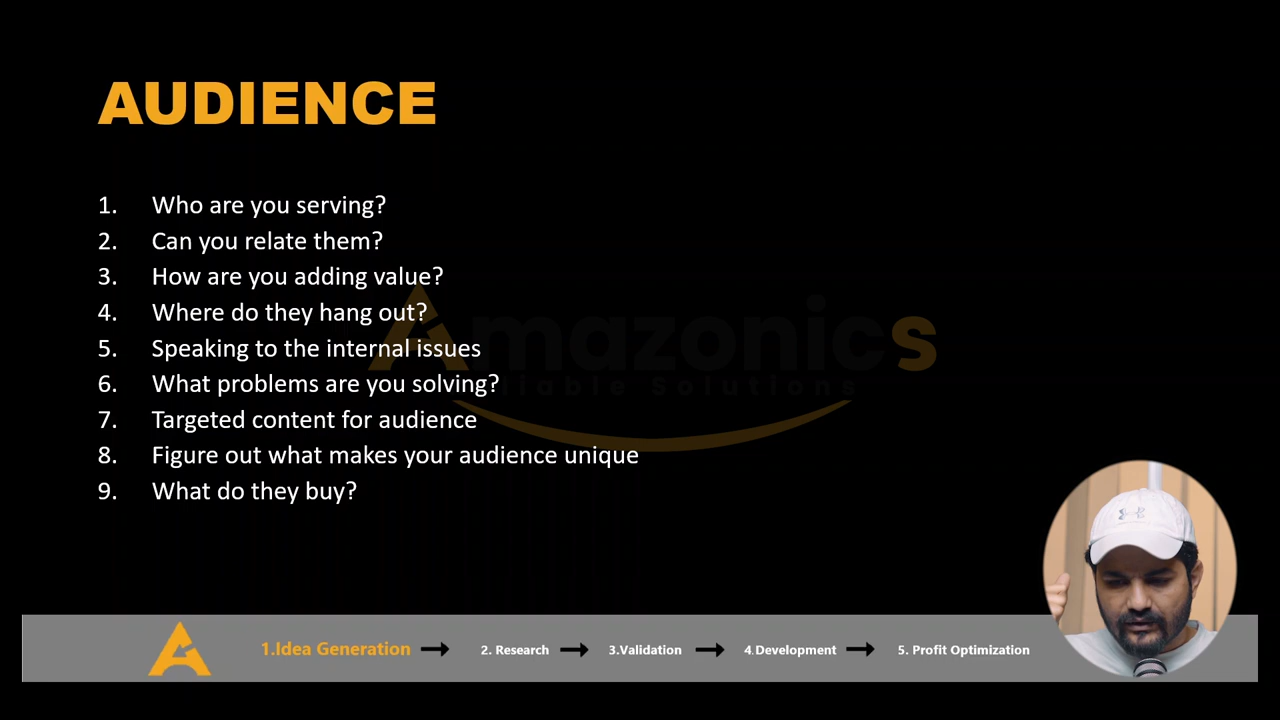 AUDIENCE
1. Who are you serving?
2. Can you relate them?
3. How are you adding value?
4. Where do they hang out?
5. Speaking to the internal issues
6. What problems are you solving?
7. Targeted content for audience
8. Figure out what makes your audience unique
9. What do they buy?
Amazonics
Solutions
1.Idea Generation 2. Research 3.Validation 4.Development 5. Profit Optimization